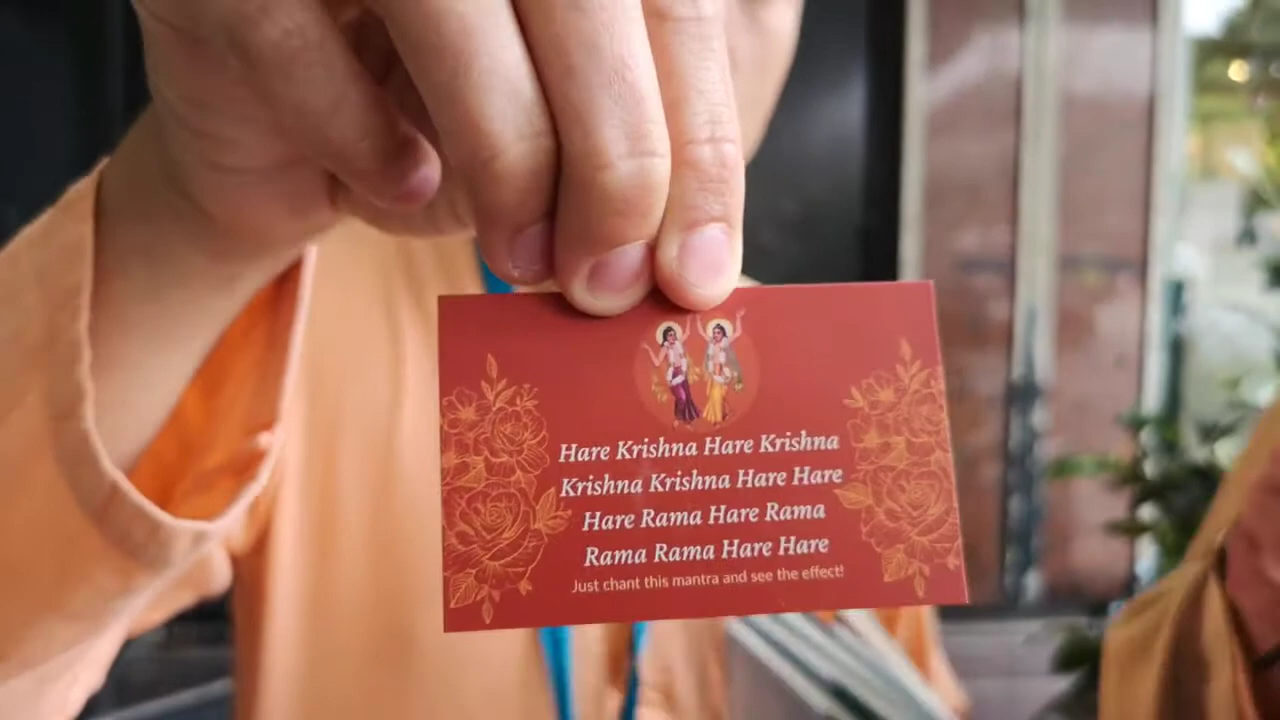 Hare Krishna Hare Krishna
Krishna Krishna Hare Hare
Hare Rama Hare Rama
Rama Rama Hare Hare
Just chant this mantra and see the effect!